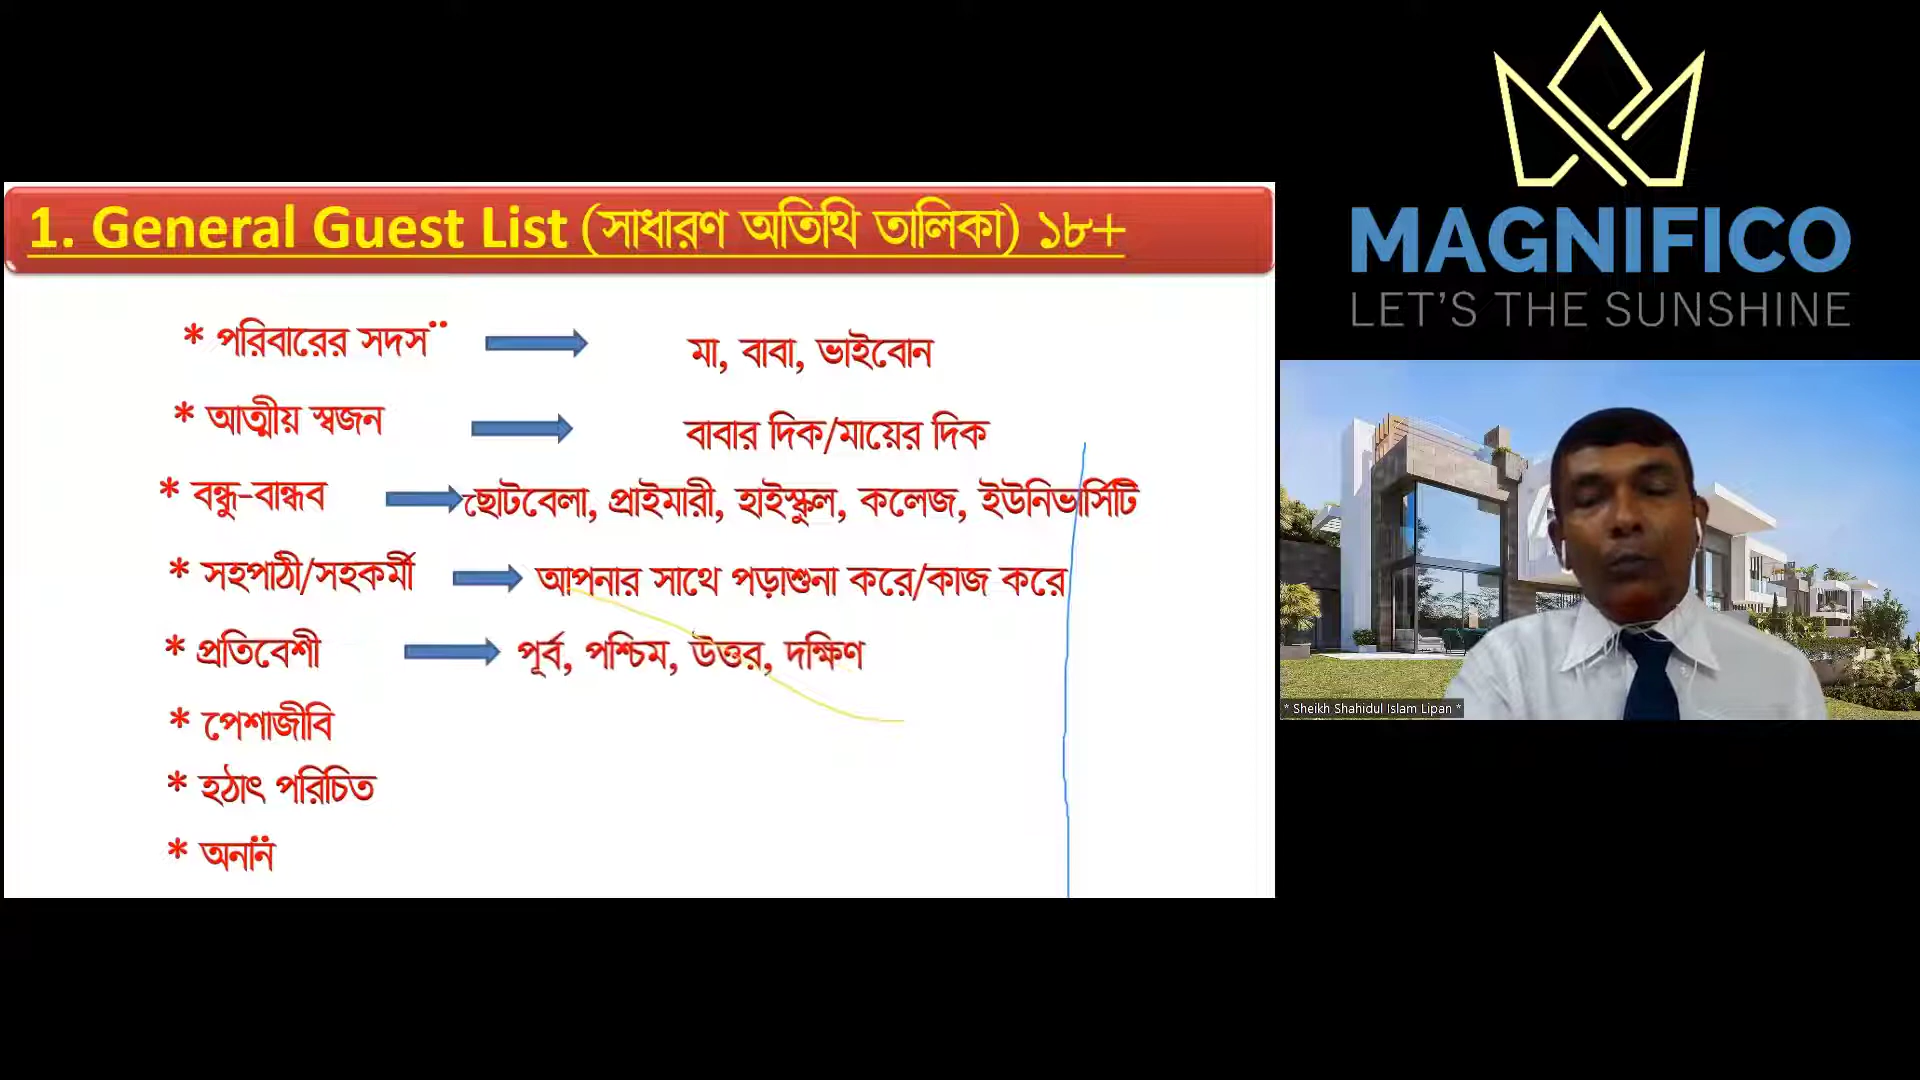 1. General Guest List (সাধারণ অতিথি তালিকা) ১৮+
* পরিবারের সদস¨ মা, বাবা, ভাইবোন
* আত্মীয় স্বজন বাবার দিক/মায়ের দিক
* বন্ধু-বান্ধব ছোটবেলা, প্রাইমারী, হাইস্কুল, কলেজ, ইউনিভার্সিটি
* সহপাঠী/সহকর্মী আপনার সাথে পড়াশুনা করে/কাজ করে
* প্রতিবেশী পূর্ব, পশ্চিম, উত্তর, দক্ষিণ
* পেশাজীবি
* হঠাৎ পরিচিত
* অনান¨
MAGNIFICO
LET'S THE SUNSHINE
* Sheikh Shahidul Islam Lipan *